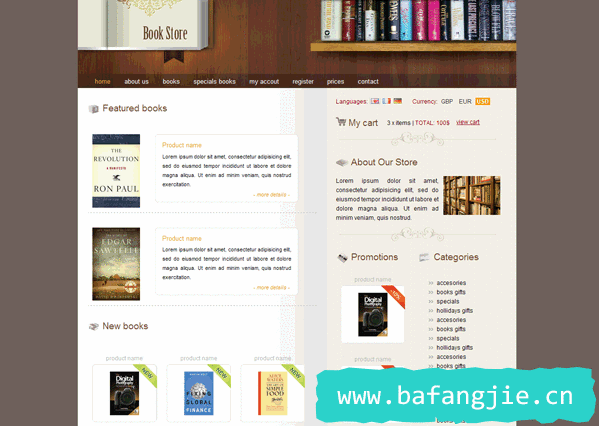 Book Store
home about us books specials books my accout register prices contact
Featured books
THE REVOLUTION
RON PAUL
Product name
Lorem ipsum dolor sit amet, consectetur adipisicing elit,
sed do eiusmod tempor incididunt ut labore et dolore
magna aliqua. Ut enim ad minim veniam, quis nostrud
exercitation.
- more details -
EDGAR SAWTELLE
Product name
Lorem ipsum dolor sit amet, consectetur adipisicing elit,
sed do eiusmod tempor incididunt ut labore et dolore
magna aliqua. Ut enim ad minim veniam, quis nostrud
exercitation.
- more details -
New books
product name product name product name
NEW NEW NEW
Digital Photography
FIXING GLOBAL FINANCE
SIMPLE FOOD
Languages: Currency: GBP EUR USD
My cart 3 x items | TOTAL: 100$ view cart
About Our Store
Lorem ipsum dolor sit amet,
consectetur adipisicing elit, sed do
eiusmod tempor incididunt ut labore
et dolore magna aliqua. Ut enim ad
minim veniam, quis nostrud.
Promotions
product name
Digital Photography
product name
Categories
accesories
books gifts
specials
hollidays gifts
accesories
books gifts
specials
hollidays gifts
accesories
books gifts
www.bafangjie.cn